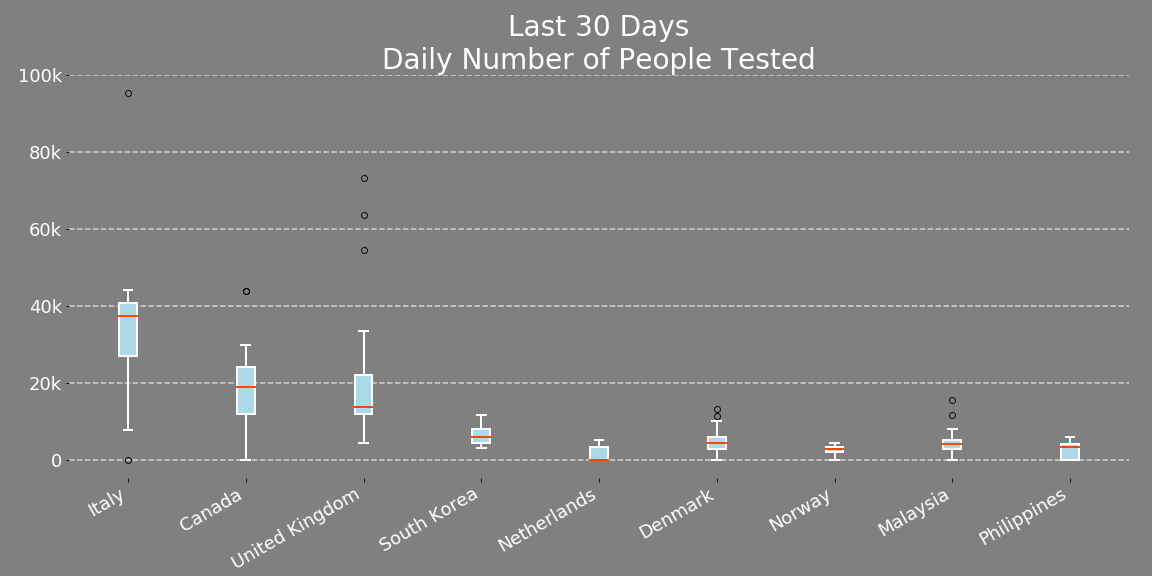 Last 30 Days
Daily Number of People Tested
100k
80k
60k
40k
20k
0
Italy
Canada
United Kingdom
South Korea
Netherlands
Denmark
Norway
Malaysia
Philippines